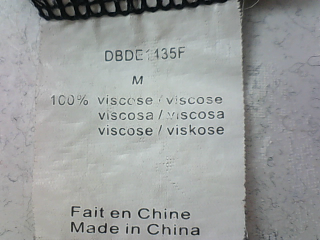 DBDE1435F
M
100% viscose / viscose
viscosa / viscosa
viscose / viskose
Fait en Chine
Made in China